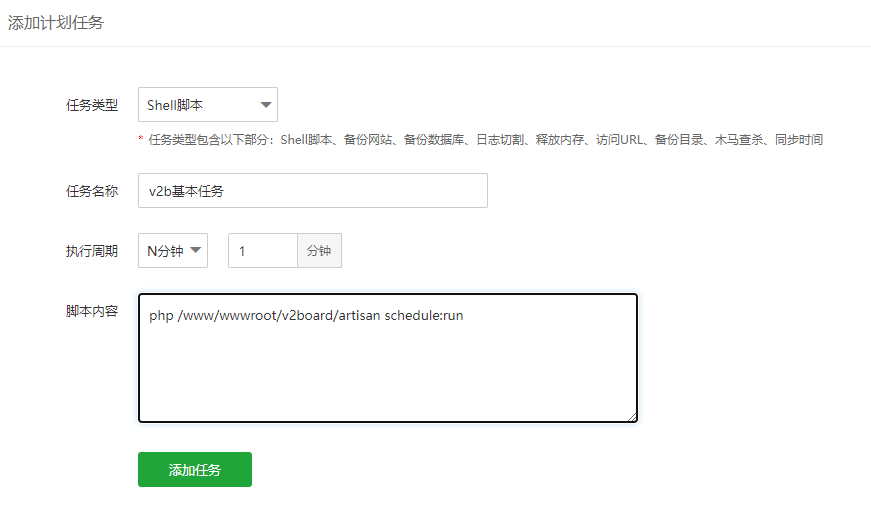 添加计划任务
任务类型 Shell脚本
* 任务类型包含以下部分：Shell脚本、备份网站、备份数据库、日志切割、释放内存、访问URL、备份目录、木马查杀、同步时间
任务名称 v2b基本任务
执行周期 N分钟 1 分钟
脚本内容 php /www/wwwroot/v2board/artisan schedule:run
添加任务